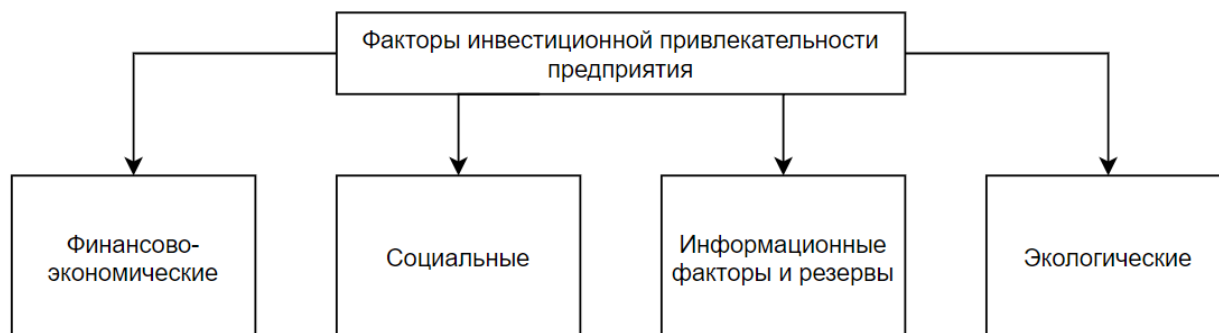 Факторы инвестиционной привлекательности
предприятия
Финансово-
экономические
Социальные
Информационные
факторы и резервы
Экологические